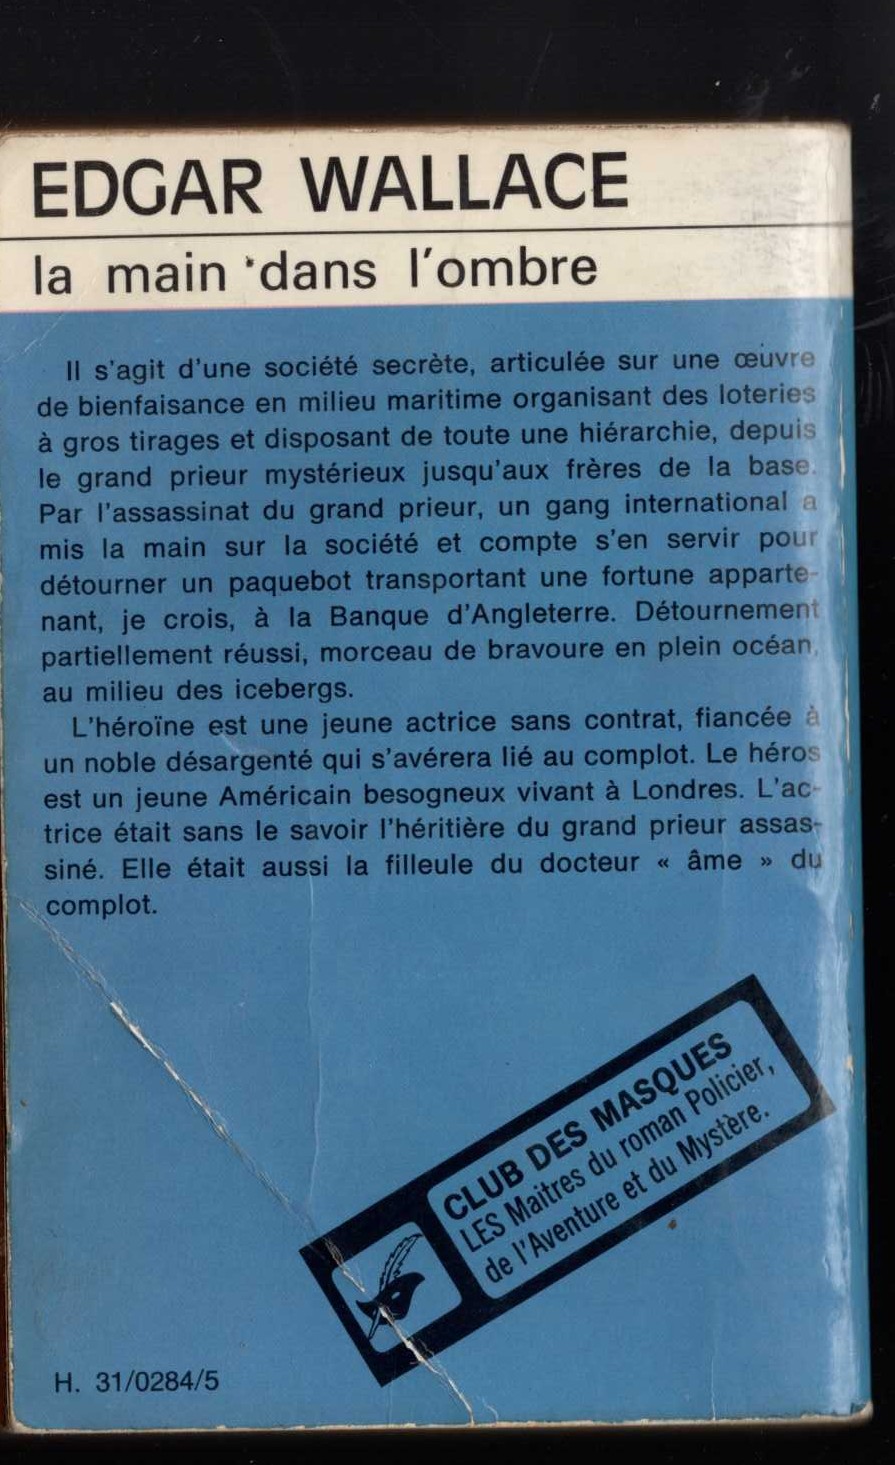 EDGAR WALLACE
la main dans l'ombre
Il s'agit d'une société secrète, articulée sur une œuvre
de bienfaisance en milieu maritime organisant des loteries
à gros tirages et disposant de toute une hiérarchie, depuis
le grand prieur mystérieux jusqu'aux frères de la base.
Par l'assassinat du grand prieur, un gang international a
mis la main sur la société et compte s'en servir pour
détourner un paquebot transportant une fortune apparte-
nant, je crois, à la Banque d'Angleterre. Détournement
partiellement réussi, morceau de bravoure en plein océan,
au milieu des icebergs.
L'héroïne est une jeune actrice sans contrat, fiancée à
un noble désargenté qui s'avérera lié au complot. Le héros
est un jeune Américain besogneux vivant à Londres. L'ac-
trice était sans le savoir l'héritière du grand prieur assas-
siné. Elle était aussi la filleule du docteur « âme » du
complot.
CLUB DES MASQUES
LES Maitres du roman Policier,
de l'Aventure et du Mystère.
H. 31/0284/5